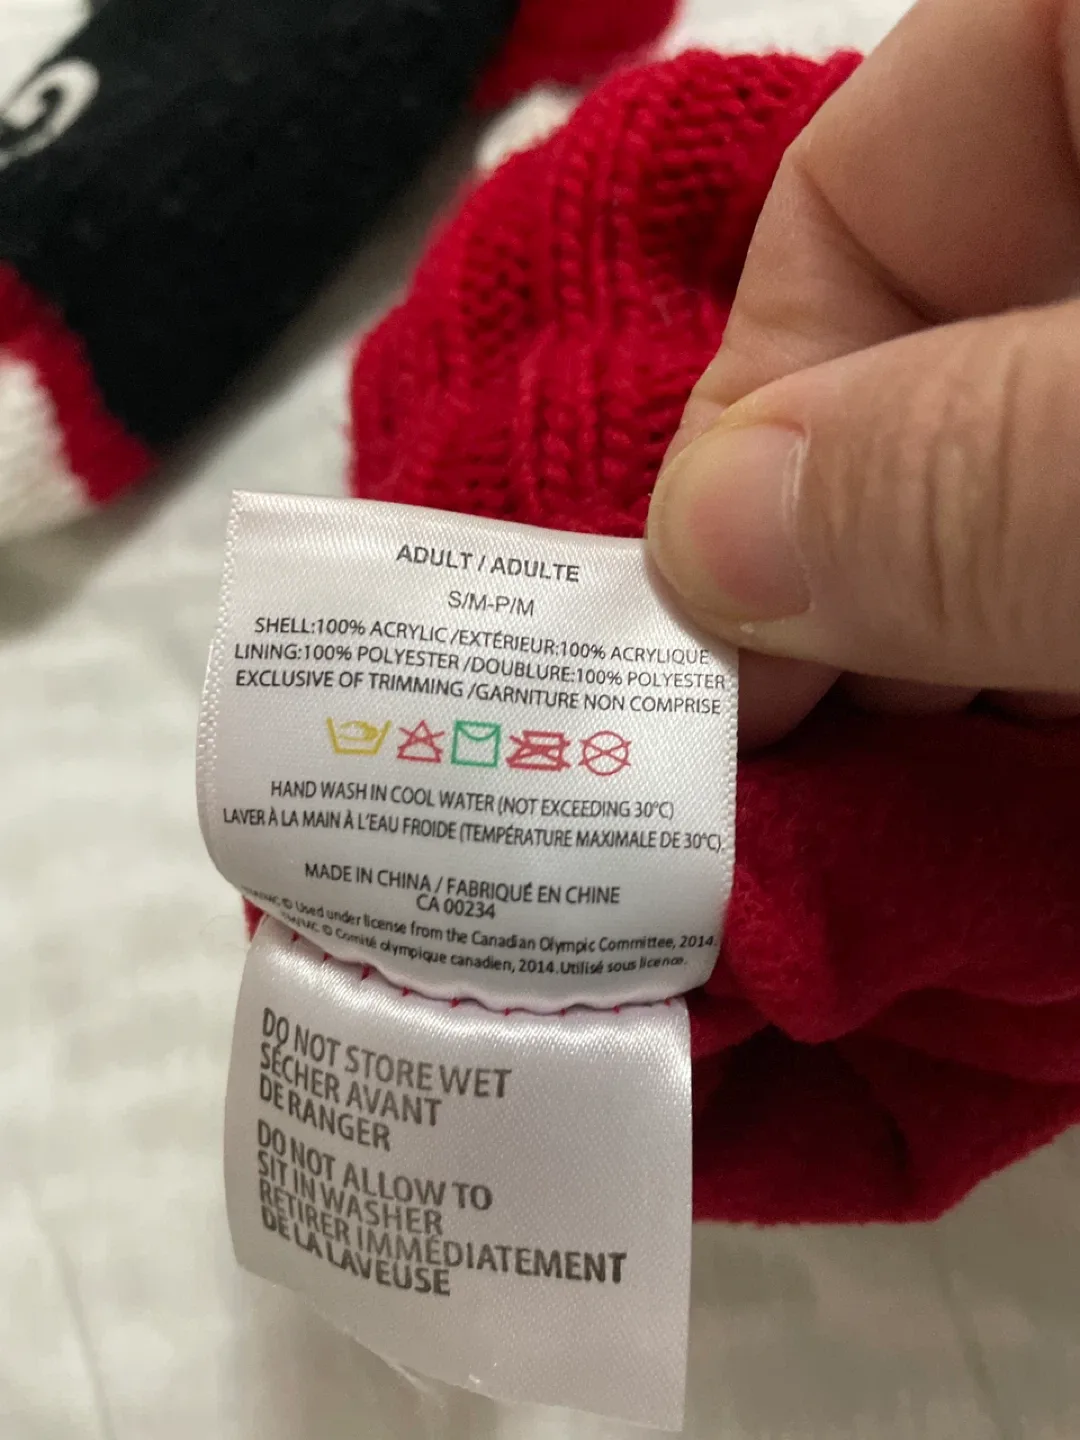 ADULT / ADULTE
S/M-P/M
SHELL:100% ACRYLIC /EXTÉRIEUR:100% ACRYLIQUE
LINING:100% POLYESTER /DOUBLURE:100% POLYESTER
EXCLUSIVE OF TRIMMING /GARNITURE NON COMPRISE
HAND WASH IN COOL WATER (NOT EXCEEDING 30°C)
LAVER À LA MAIN À L'EAU FROIDE (TEMPÉRATURE MAXIMALE DE 30°C).
MADE IN CHINA / FABRIQUÉ EN CHINE
CA 00234
TM/MC © Used under license from the Canadian Olympic Committee, 2014.
TM/MC © Comité olympique canadien, 2014. Utilisé sous licence.
DO NOT STORE WET
SÉCHER AVANT
DE RANGER
DO NOT ALLOW TO
SIT IN WASHER
RETIRER IMMÉDIATEMENT
DE LA LAVEUSE